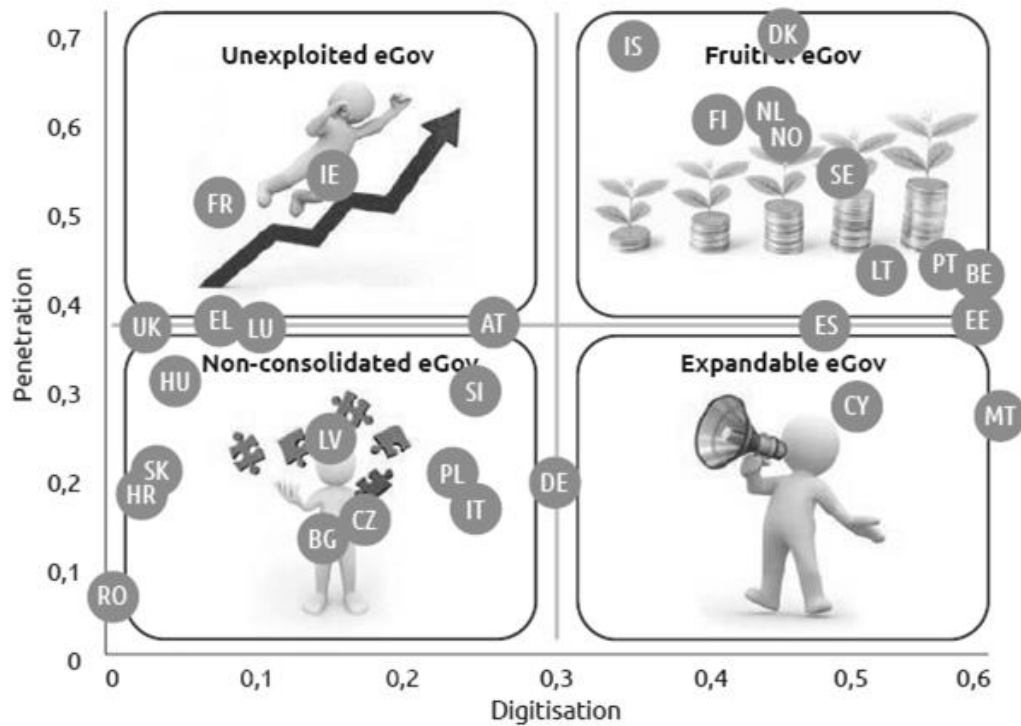 0,7
IS
DK
Unexploited eGov
Fruitful eGov
0,6
FI
NL
NO
IE
SE
FR
0,5
LT
PT
BE
0,4
UK
EL
LU
AT
ES
EE
Penetration
Non-consolidated eGov
Expandable eGov
HU
SI
0,3
CY
MT
LV
SK
PL
DE
0,2
HR
IT
CZ
BG
0,1
RO
0
0
0,1
0,2
0,3
0,4
0,5
0,6
Digitisation